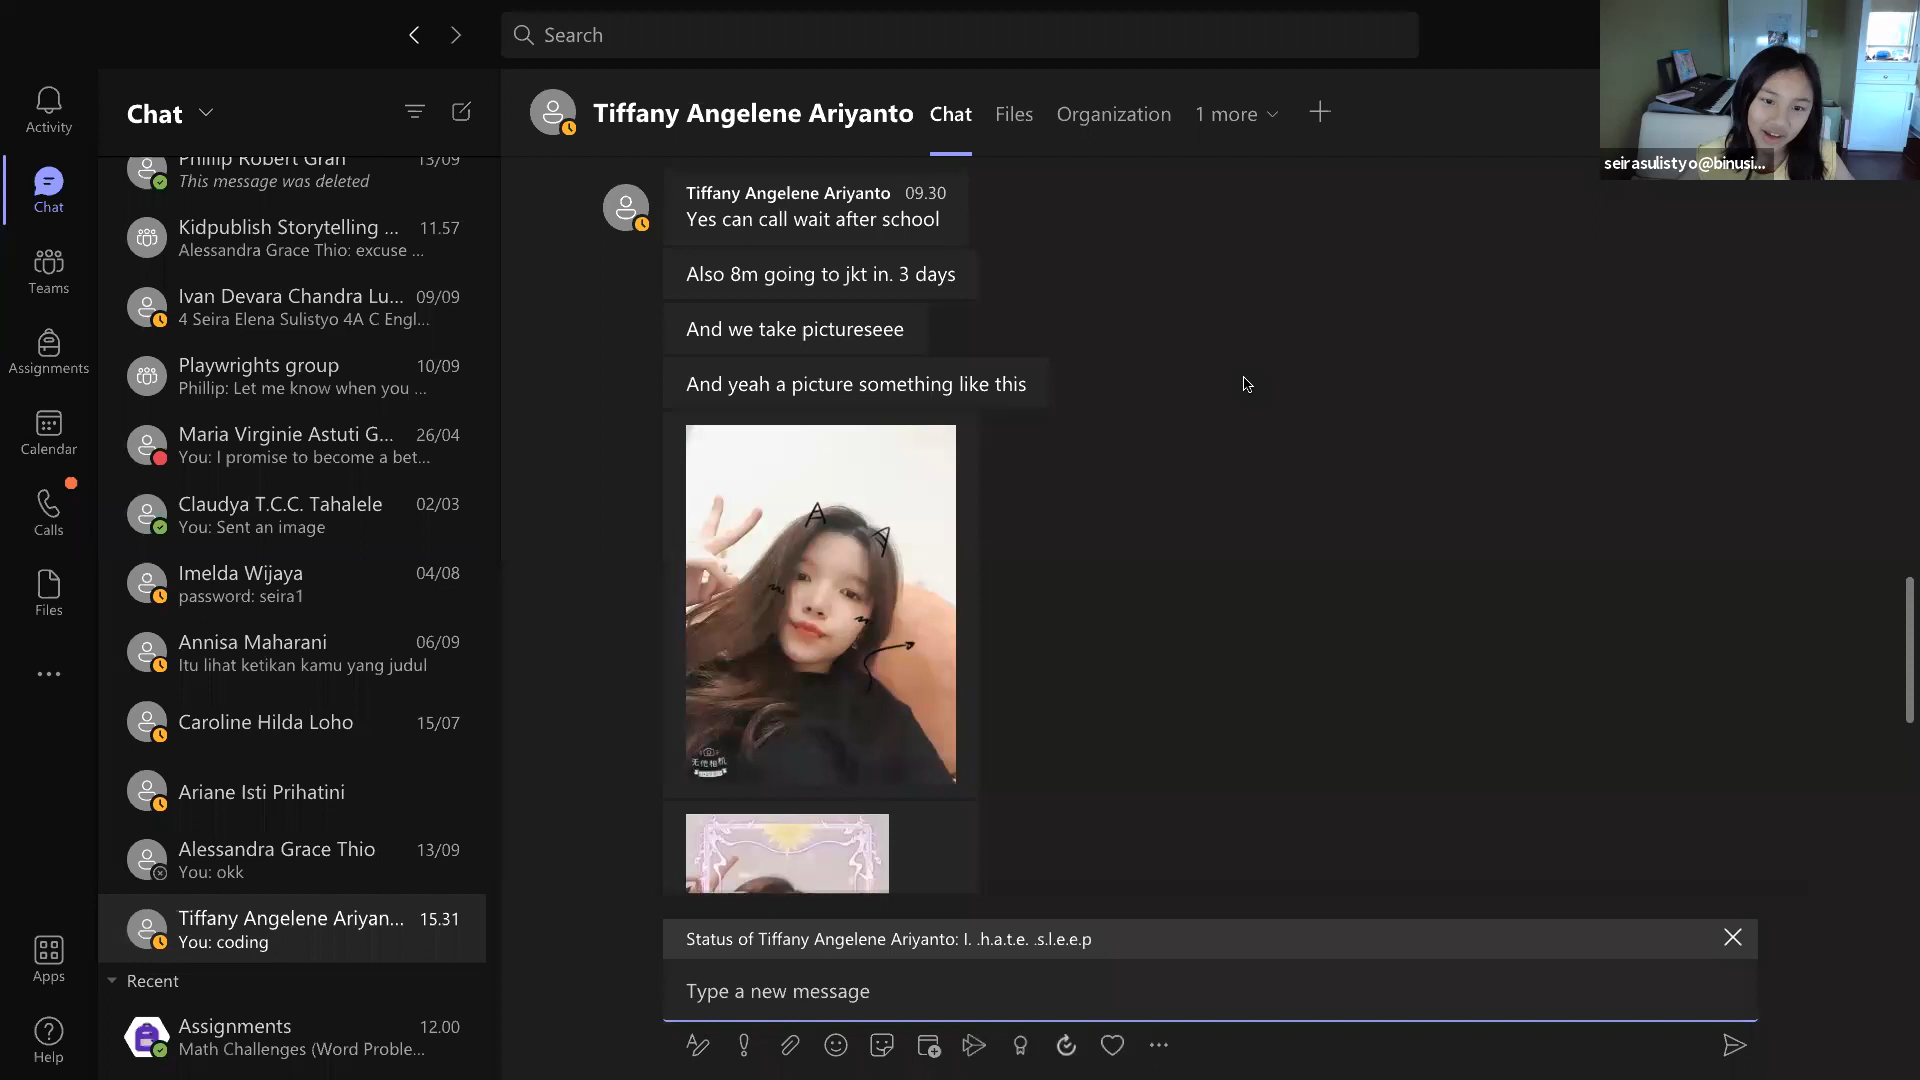 Search
seirasulistyo@binusi...
Activity
Chat
Teams
Assignments
Calendar
Calls
Files
Apps
Help
Chat
Phillip Robert Gran 13/09
This message was deleted
Kidpublish Storytelling ... 11.57
Alessandra Grace Thio: excuse ...
Ivan Devara Chandra Lu... 09/09
4 Seira Elena Sulistyo 4A C Engl...
Playwrights group 10/09
Phillip: Let me know when you ...
Maria Virginie Astuti G... 26/04
You: I promise to become a bet...
Claudya T.C.C. Tahalele 02/03
You: Sent an image
Imelda Wijaya 04/08
password: seira1
Annisa Maharani 06/09
Itu lihat ketikan kamu yang judul
Caroline Hilda Loho 15/07
Ariane Isti Prihatini
Alessandra Grace Thio 13/09
You: okk
Tiffany Angelene Ariyan... 15.31
You: coding
Recent
Assignments 12.00
Math Challenges (Word Proble...
Tiffany Angelene Ariyanto Chat Files Organization 1 more
Tiffany Angelene Ariyanto 09.30
Yes can call wait after school
Also 8m going to jkt in. 3 days
And we take pictureseee
And yeah a picture something like this
无他相机
Status of Tiffany Angelene Ariyanto: I. .h.a.t.e. .s.l.e.e.p
Type a new message